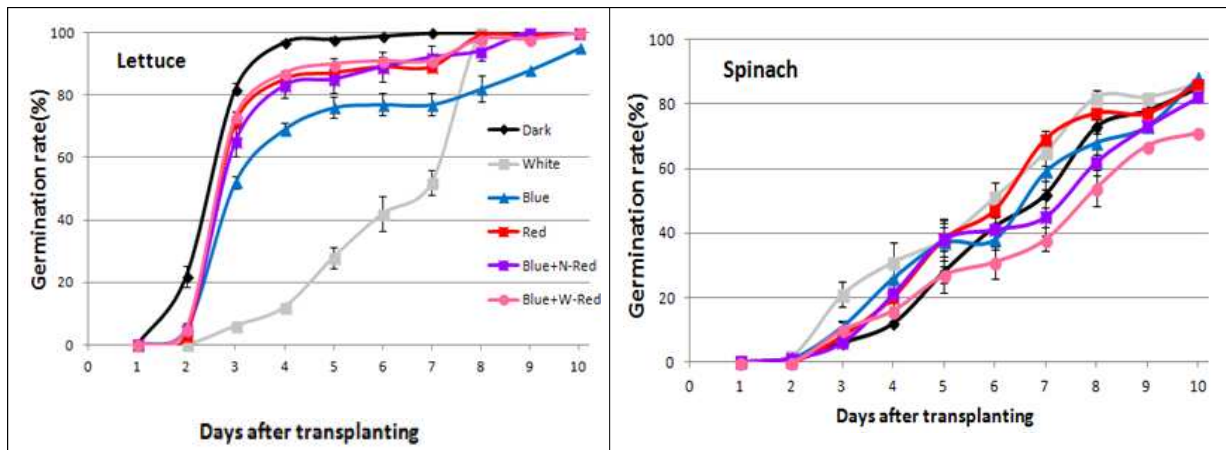 Lettuce
Germination rate(%)
100
80
60
40
20
0
0 1 2 3 4 5 6 7 8 9 10
Days after transplanting
Dark
White
Blue
Red
Blue+N-Red
Blue+W-Red
Spinach
Germination rate(%)
100
80
60
40
20
0
0 1 2 3 4 5 6 7 8 9 10
Days after transplanting